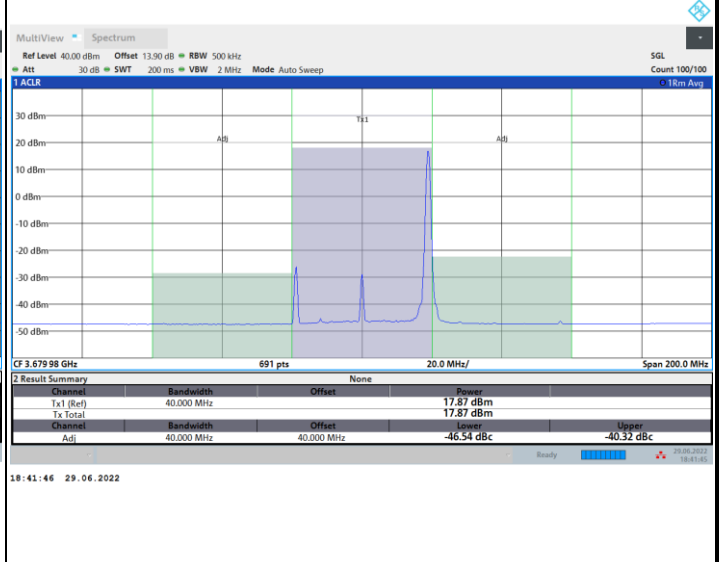 MultiView Spectrum
Ref Level 40.00 dBm Offset 13.90 dB RBW 500 kHz SGL
Att 30 dB SWT 200 ms VBW 2 MHz Mode Auto Sweep Count 100/100
1 ACLR 1Rm Avg
30 dBm
Tx1
20 dBm
Adj Adj
10 dBm
0 dBm
-10 dBm
-20 dBm
-30 dBm
-40 dBm
-50 dBm
CF 3.679 98 GHz 691 pts 20.0 MHz/ Span 200.0 MHz
2 Result Summary None
Channel Bandwidth Offset Power
Tx1 (Ref) 40.000 MHz 17.87 dBm
Tx Total 17.87 dBm
Channel Bandwidth Offset Lower Upper
Adj 40.000 MHz 40.000 MHz -46.54 dBc -40.32 dBc
Ready 29.06.2022
18:41:45
18:41:46 29.06.2022